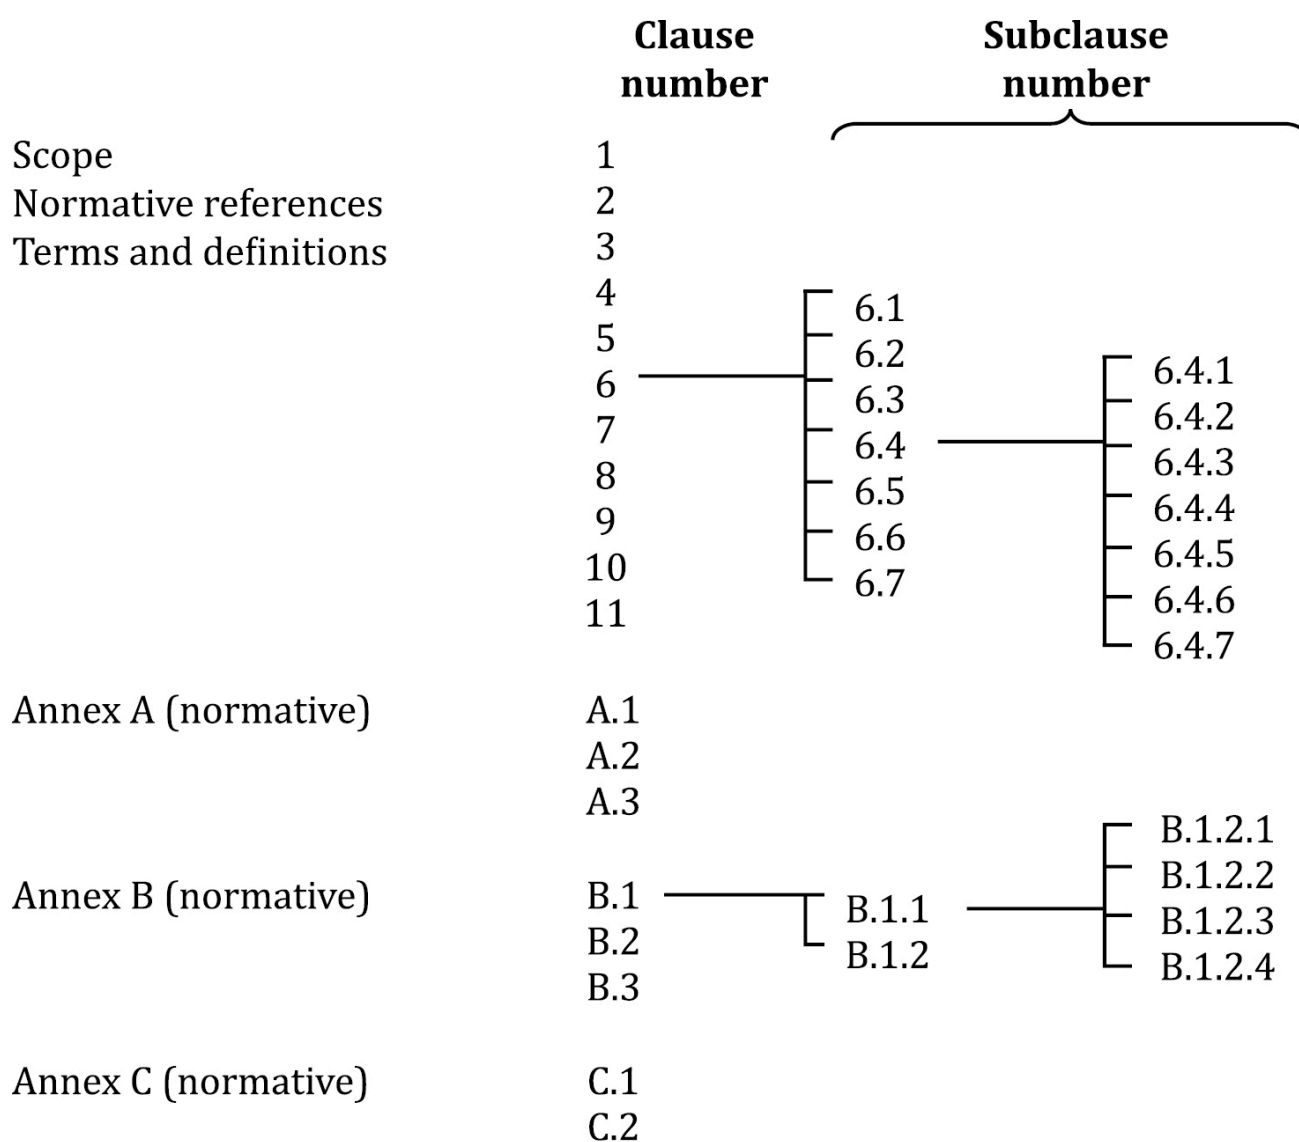 Clause number
Subclause number
Scope 1
Normative references 2
Terms and definitions 3
4
5
6
7
8
9
10
11
6.1
6.2
6.3
6.4
6.5
6.6
6.7
6.4.1
6.4.2
6.4.3
6.4.4
6.4.5
6.4.6
6.4.7
Annex A (normative) A.1
A.2
A.3
Annex B (normative) B.1
B.2
B.3
B.1.1
B.1.2
B.1.2.1
B.1.2.2
B.1.2.3
B.1.2.4
Annex C (normative) C.1
C.2